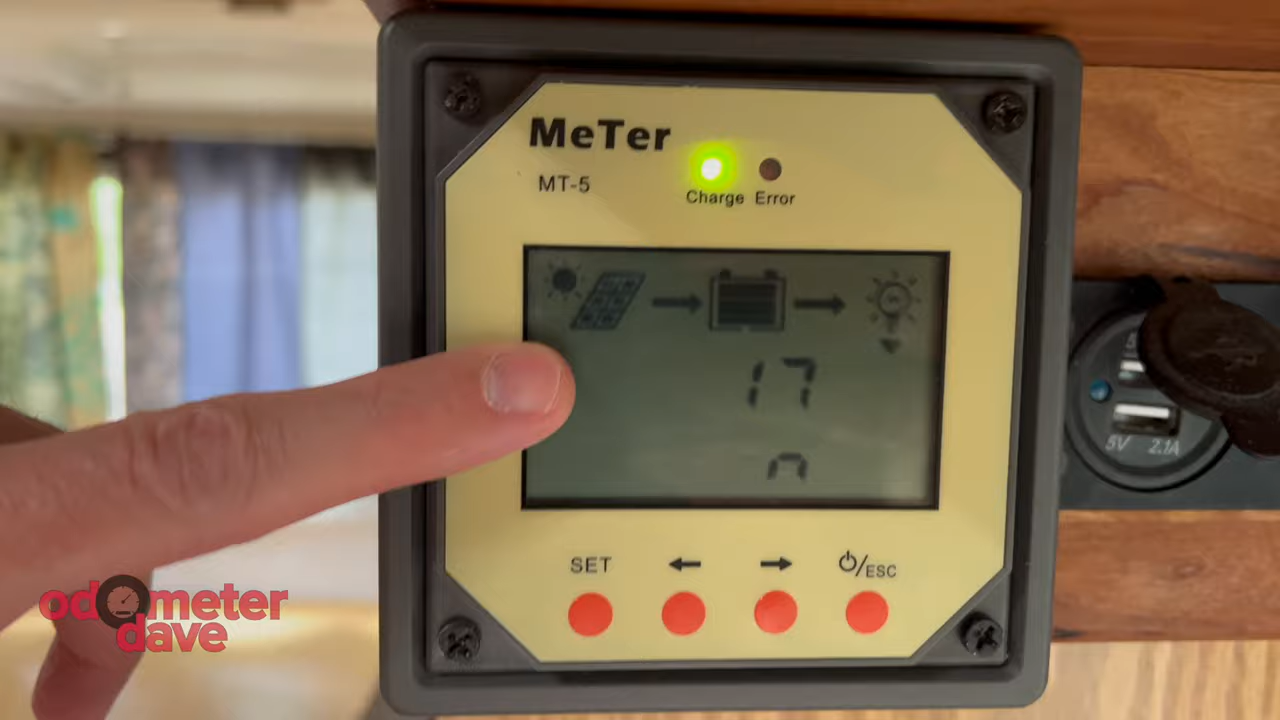 MeTer
MT-5
Charge Error
17
n
SET ← → ⏻/ESC
5V 2.1A
odometer
dave